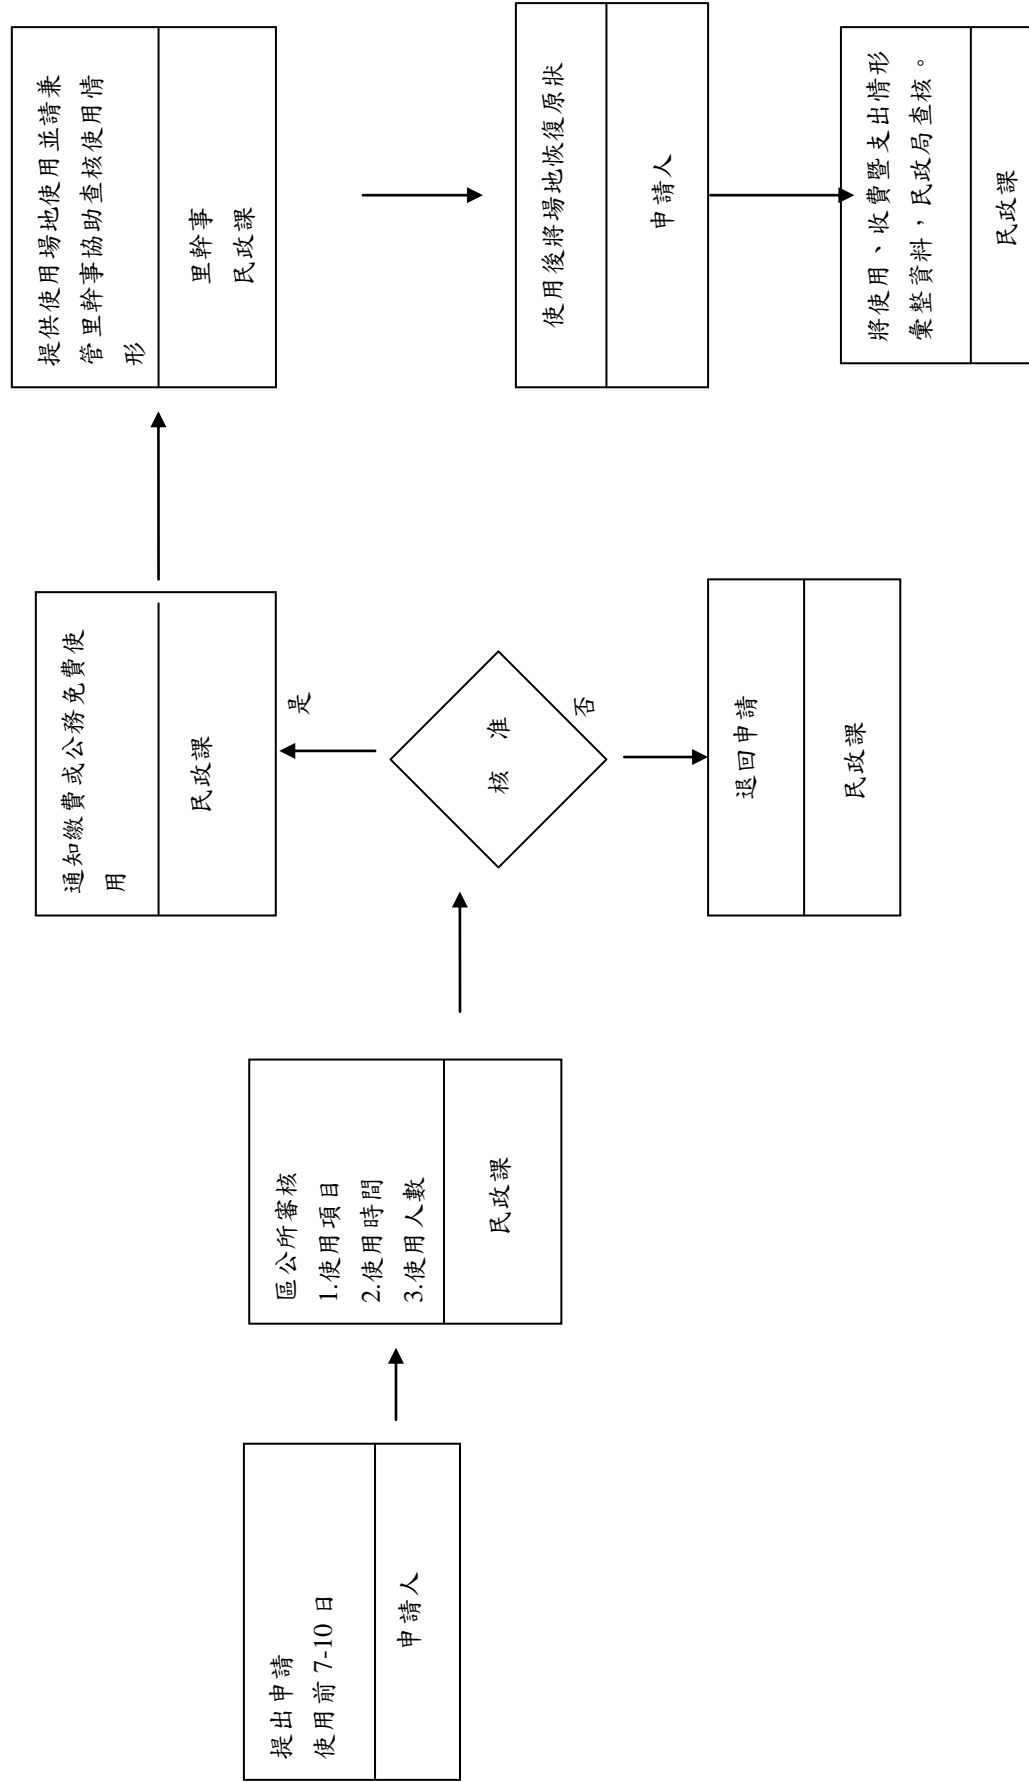 提出申請
使用前 7-10 日
申請人
區公所審核
1.使用項目
2.使用時間
3.使用人數
民政課
核 准
是
否
通知繳費或公務免費使
用
民政課
退回申請
民政課
提供使用場地使用並請兼
管里幹事協助查核使用情
形
里幹事
民政課
使用後將場地恢復原狀
申請人
將使用、收費暨支出情形
彙整資料，民政局查核。
民政課